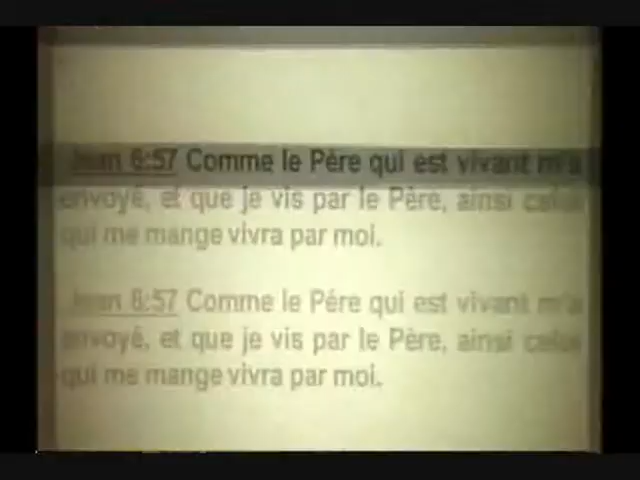 Jean 6:57 Comme le Père qui est vivant m'a
envoyé, et que je vis par le Père, ainsi celui
qui me mange vivra par moi.
Jean 6:57 Comme le Père qui est vivant m'a
envoyé, et que je vis par le Père, ainsi celui
qui me mange vivra par moi.